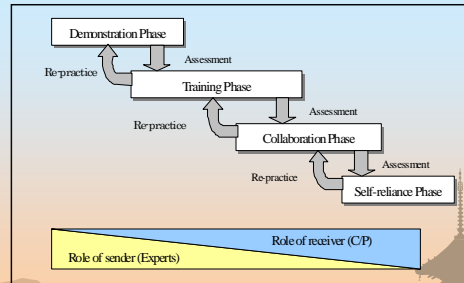 Demonstration Phase
Re-practice
Assessment
Training Phase
Re-practice
Assessment
Collaboration Phase
Re-practice
Assessment
Self-reliance Phase
Role of receiver (C/P)
Role of sender (Experts)